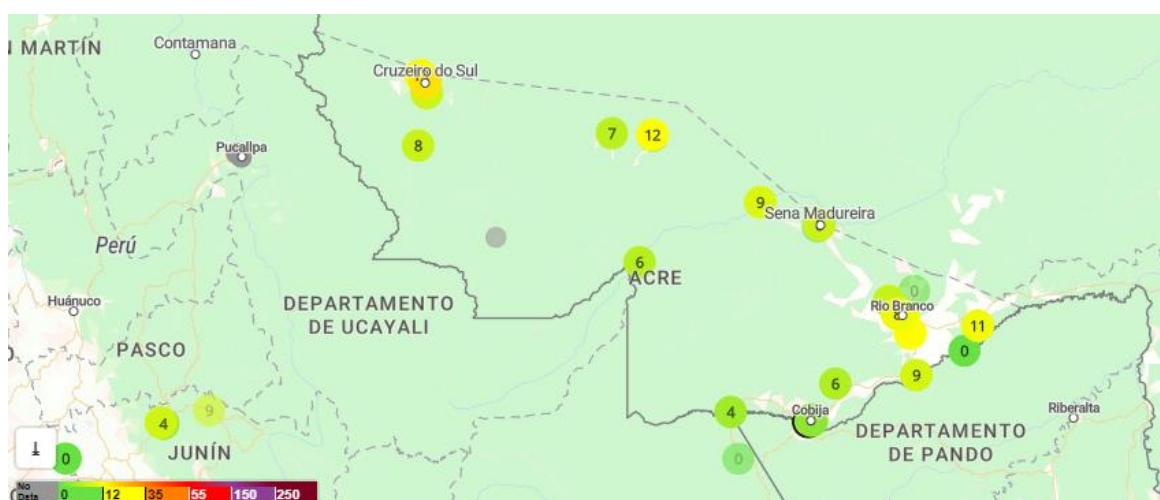 Contamana
MARTÍN
Cruzeiro do Sul
7
12
8
Pucallpa
9
Sena Madureira
Perú
6
ACRE
0
DEPARTAMENTO
DE UCAYALI
Huánuco
Rio Branco
11
PASCO
0
9
6
4
9
4
Cobija
Riberalta
DEPARTAMENTO
DE PANDO
JUNÍN
0
0
No
Data
0
12
35
55
150
250